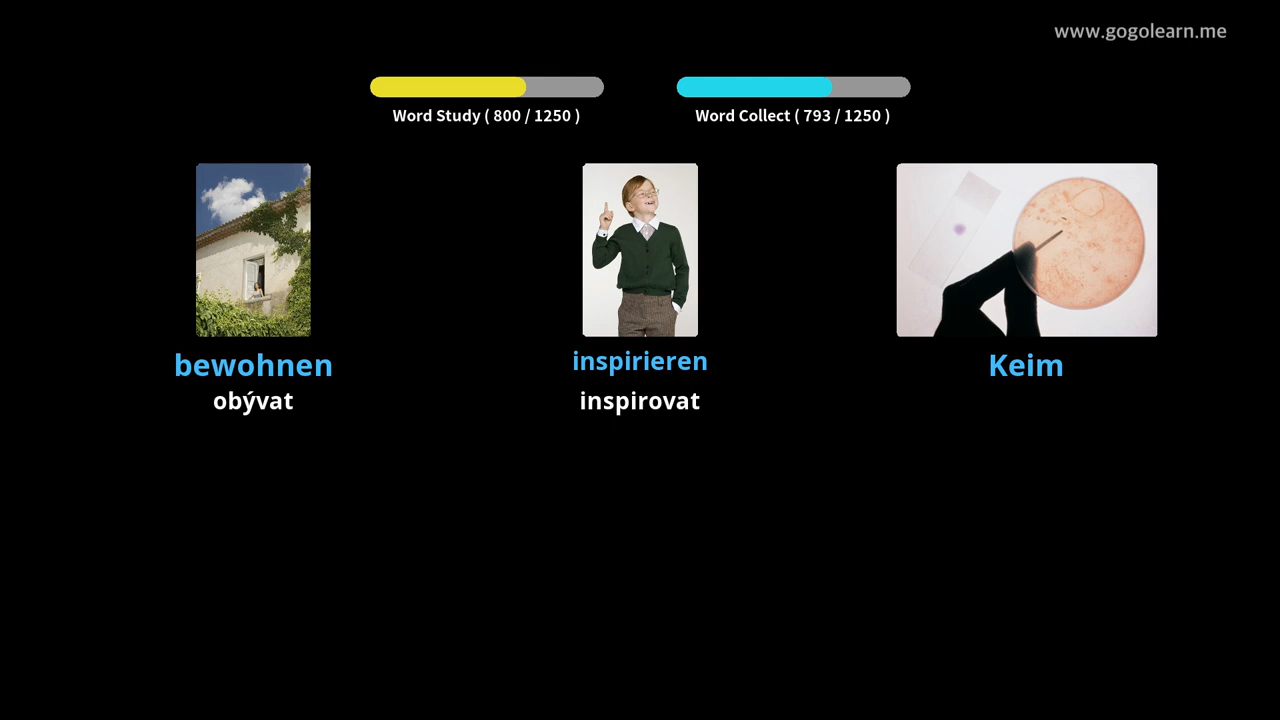 www.gogolearn.me
Word Study ( 800 / 1250 )
Word Collect ( 793 / 1250 )
bewohnen
obývat
inspirieren
inspirovat
Keim